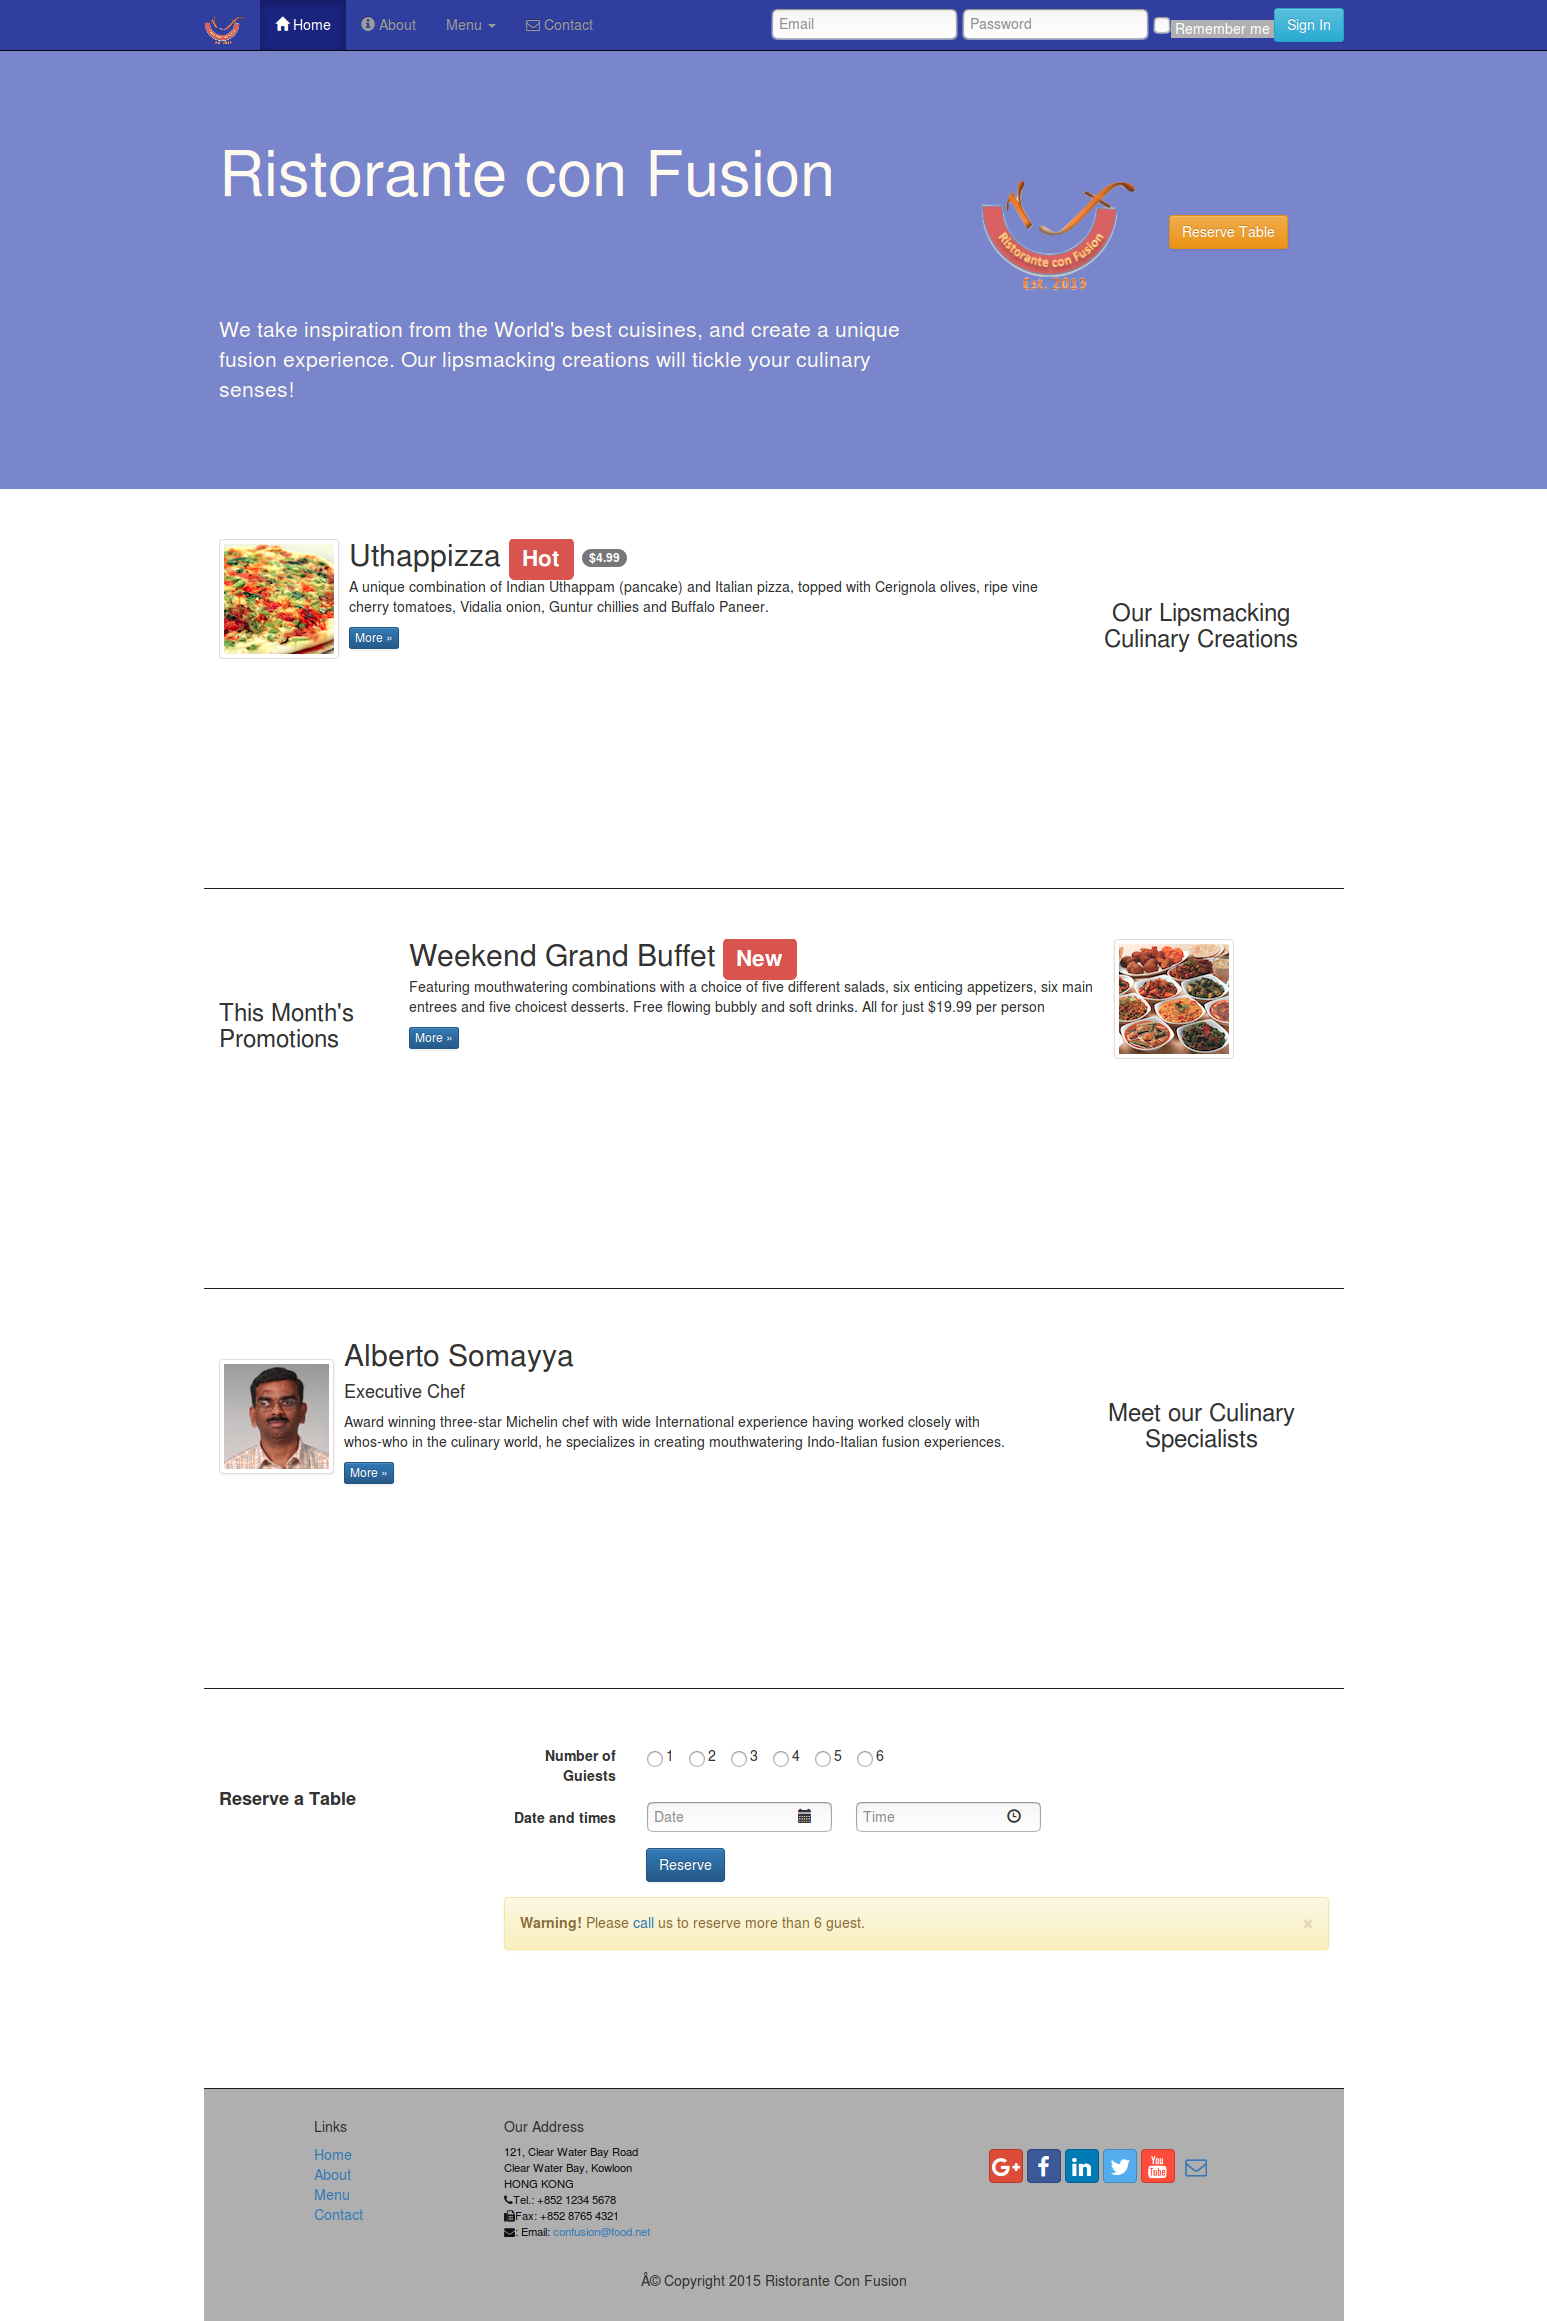 Home About Menu Contact Email Password Remember me Sign In
Ristorante con Fusion
Ristorante con Fusion
Est. 2013
Reserve Table
We take inspiration from the World's best cuisines, and create a unique
fusion experience. Our lipsmacking creations will tickle your culinary
senses!
Uthappizza Hot $4.99
A unique combination of Indian Uthappam (pancake) and Italian pizza, topped with Cerignola olives, ripe vine
cherry tomatoes, Vidalia onion, Guntur chillies and Buffalo Paneer.
More »
Our Lipsmacking
Culinary Creations
This Month's
Promotions
Weekend Grand Buffet New
Featuring mouthwatering combinations with a choice of five different salads, six enticing appetizers, six main
entrees and five choicest desserts. Free flowing bubbly and soft drinks. All for just $19.99 per person
More »
Alberto Somayya
Executive Chef
Award winning three-star Michelin chef with wide International experience having worked closely with
whos-who in the culinary world, he specializes in creating mouthwatering Indo-Italian fusion experiences.
More »
Meet our Culinary
Specialists
Reserve a Table
Number of
Guiests
1 2 3 4 5 6
Date and times Date Time
Reserve
Warning! Please call us to reserve more than 6 guest. ×
Links
Home
About
Menu
Contact
Our Address
121, Clear Water Bay Road
Clear Water Bay, Kowloon
HONG KONG
Tel.: +852 1234 5678
Fax: +852 8765 4321
: Email: confusion@food.net
G+ f in You Tube
Â© Copyright 2015 Ristorante Con Fusion